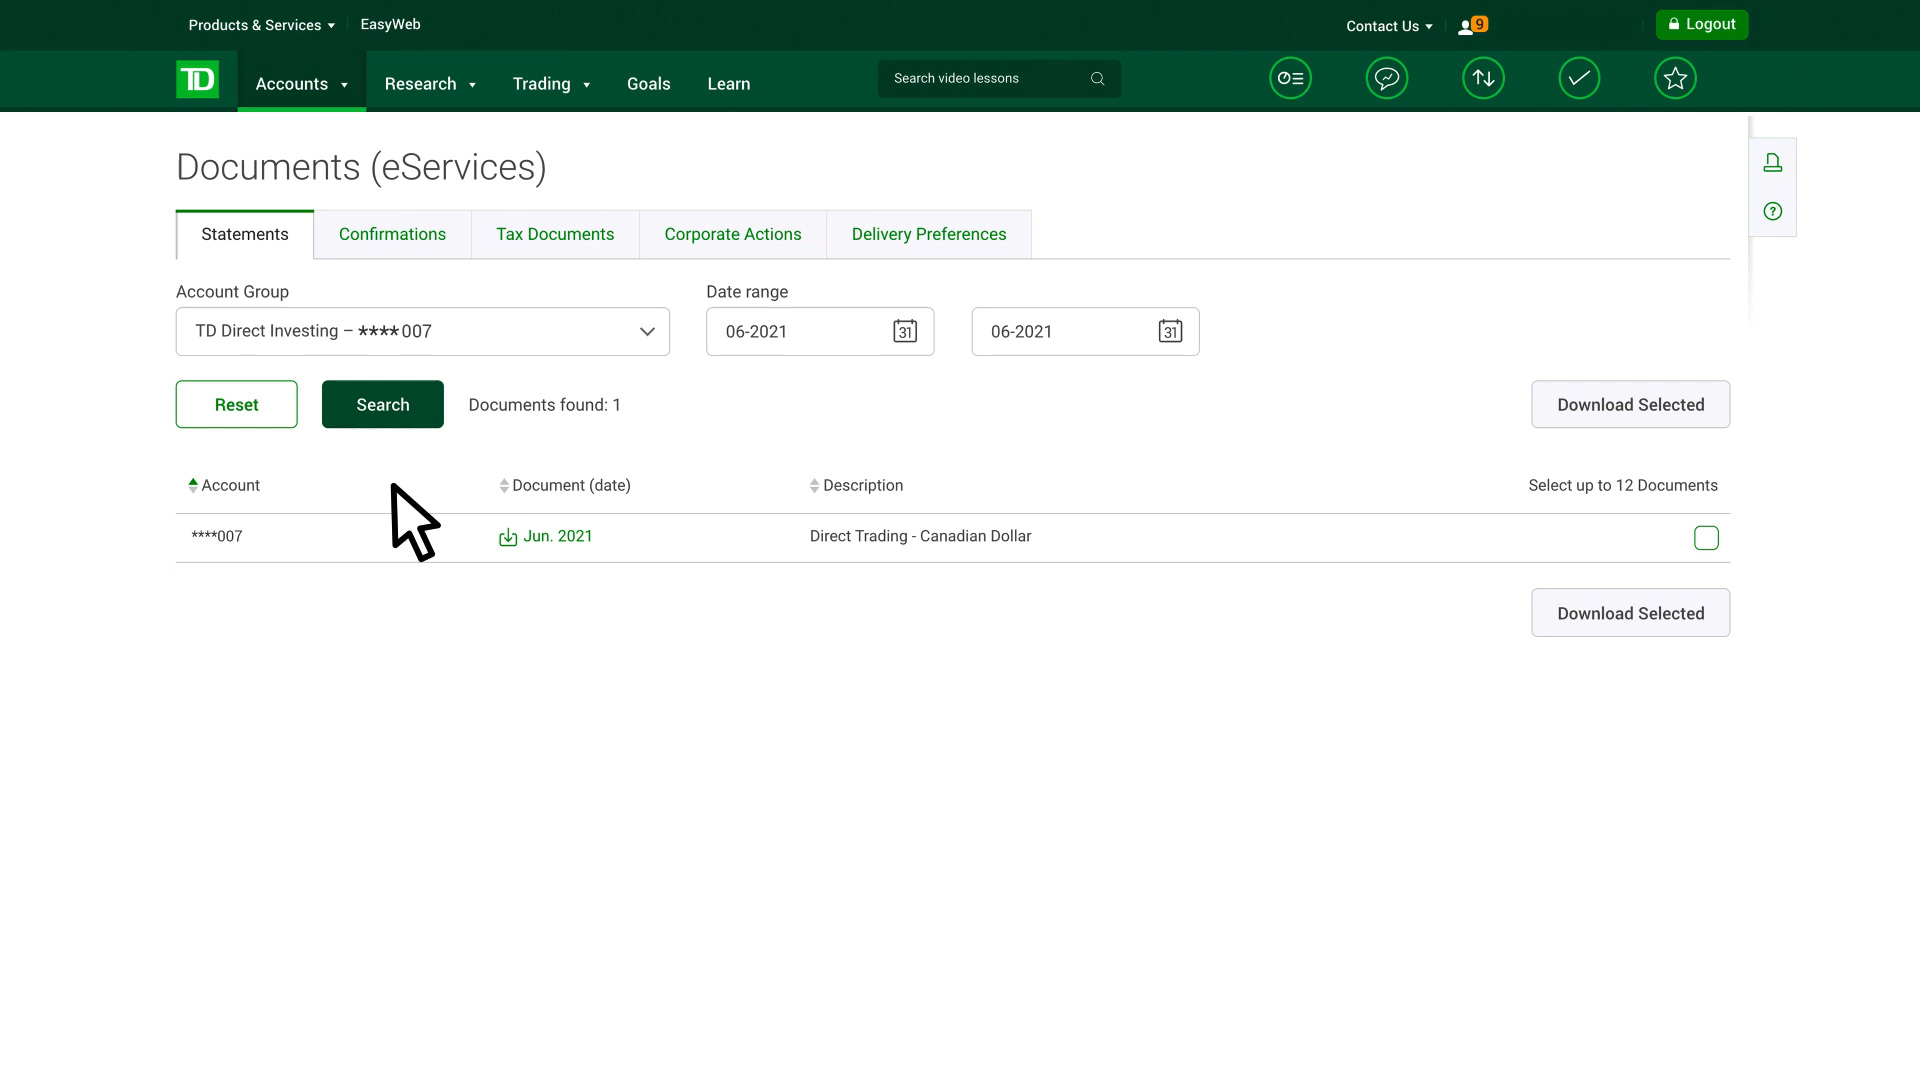 Products & Services EasyWeb Contact Us 9 Logout
TD Accounts Research Trading Goals Learn Search video lessons
Documents (eServices)
Statements Confirmations Tax Documents Corporate Actions Delivery Preferences
Account Group Date range
TD Direct Investing – ****007 06-2021 31 06-2021 31
Reset Search Documents found: 1 Download Selected
Account Document (date) Description Select up to 12 Documents
****007 Jun. 2021 Direct Trading - Canadian Dollar
Download Selected